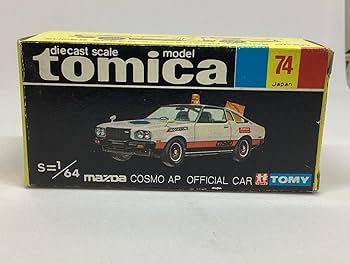 diecast scale model
tomica
74
Japan
S=1/64
mazda COSMO AP OFFICIAL CAR
TOMY